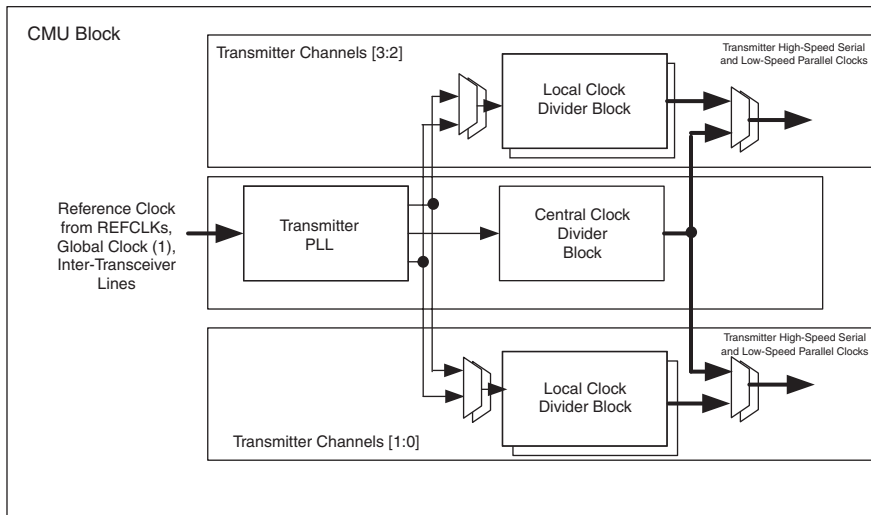 CMU Block
Transmitter Channels [3:2]
Transmitter High-Speed Serial
and Low-Speed Parallel Clocks
Local Clock
Divider Block
Reference Clock
from REFCLKs,
Global Clock (1),
Inter-Transceiver
Lines
Transmitter
PLL
Central Clock
Divider
Block
Transmitter High-Speed Serial
and Low-Speed Parallel Clocks
Local Clock
Divider Block
Transmitter Channels [1:0]